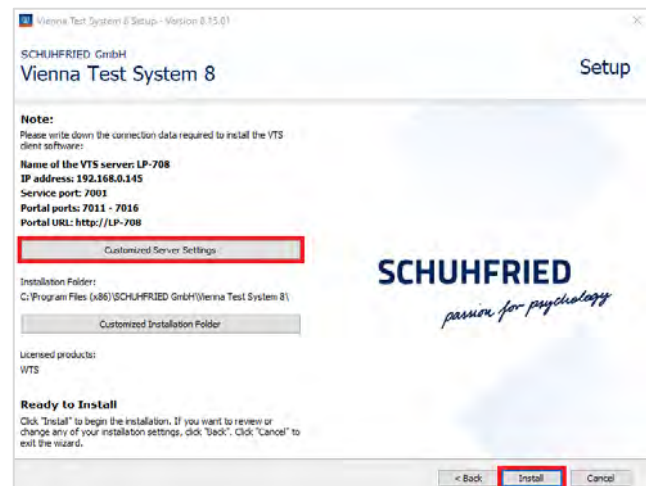 Vienna Test System 8 Setup - Version 8.15.01
SCHUHFRIED GmbH
Vienna Test System 8
Setup
Note:
Please write down the connection data required to install the VTS
client software:
Name of the VTS server: LP-708
IP address: 192.168.0.145
Service port: 7001
Portal ports: 7011 - 7016
Portal URL: http://LP-708
Customized Server Settings
Installation Folder:
C:\Program Files (x86)\SCHUHFRIED GmbH\Vienna Test System 8\
Customized Installation Folder
Licensed products:
WTS
Ready to Install
Click "Install" to begin the installation. If you want to review or
change any of your installation settings, click "Back". Click "Cancel" to
exit the wizard.
SCHUHFRIED
passion for psychology
< Back
Install
Cancel